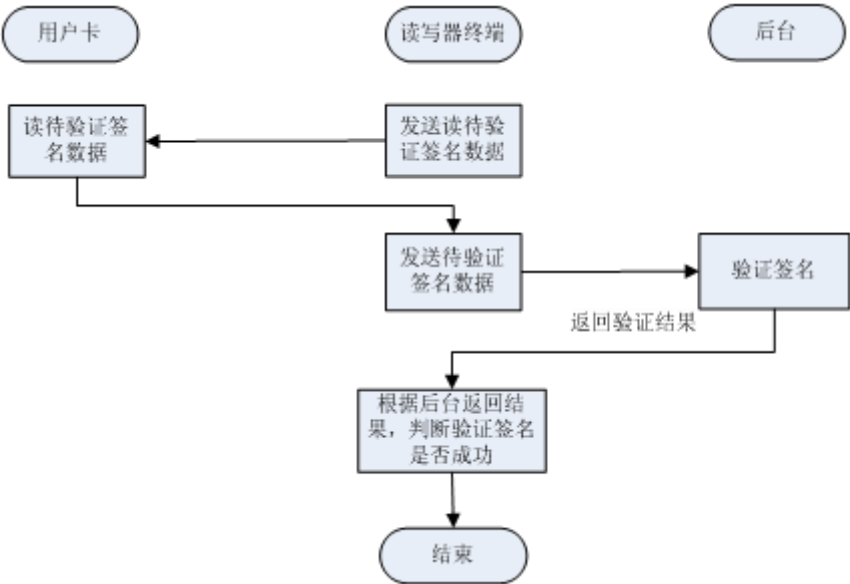 用户卡
读写器终端
后台
读待验证签
名数据
发送读待验
证签名数据
发送待验证
签名数据
验证签名
返回验证结果
根据后台返回结
果，判断验证签名
是否成功
结束